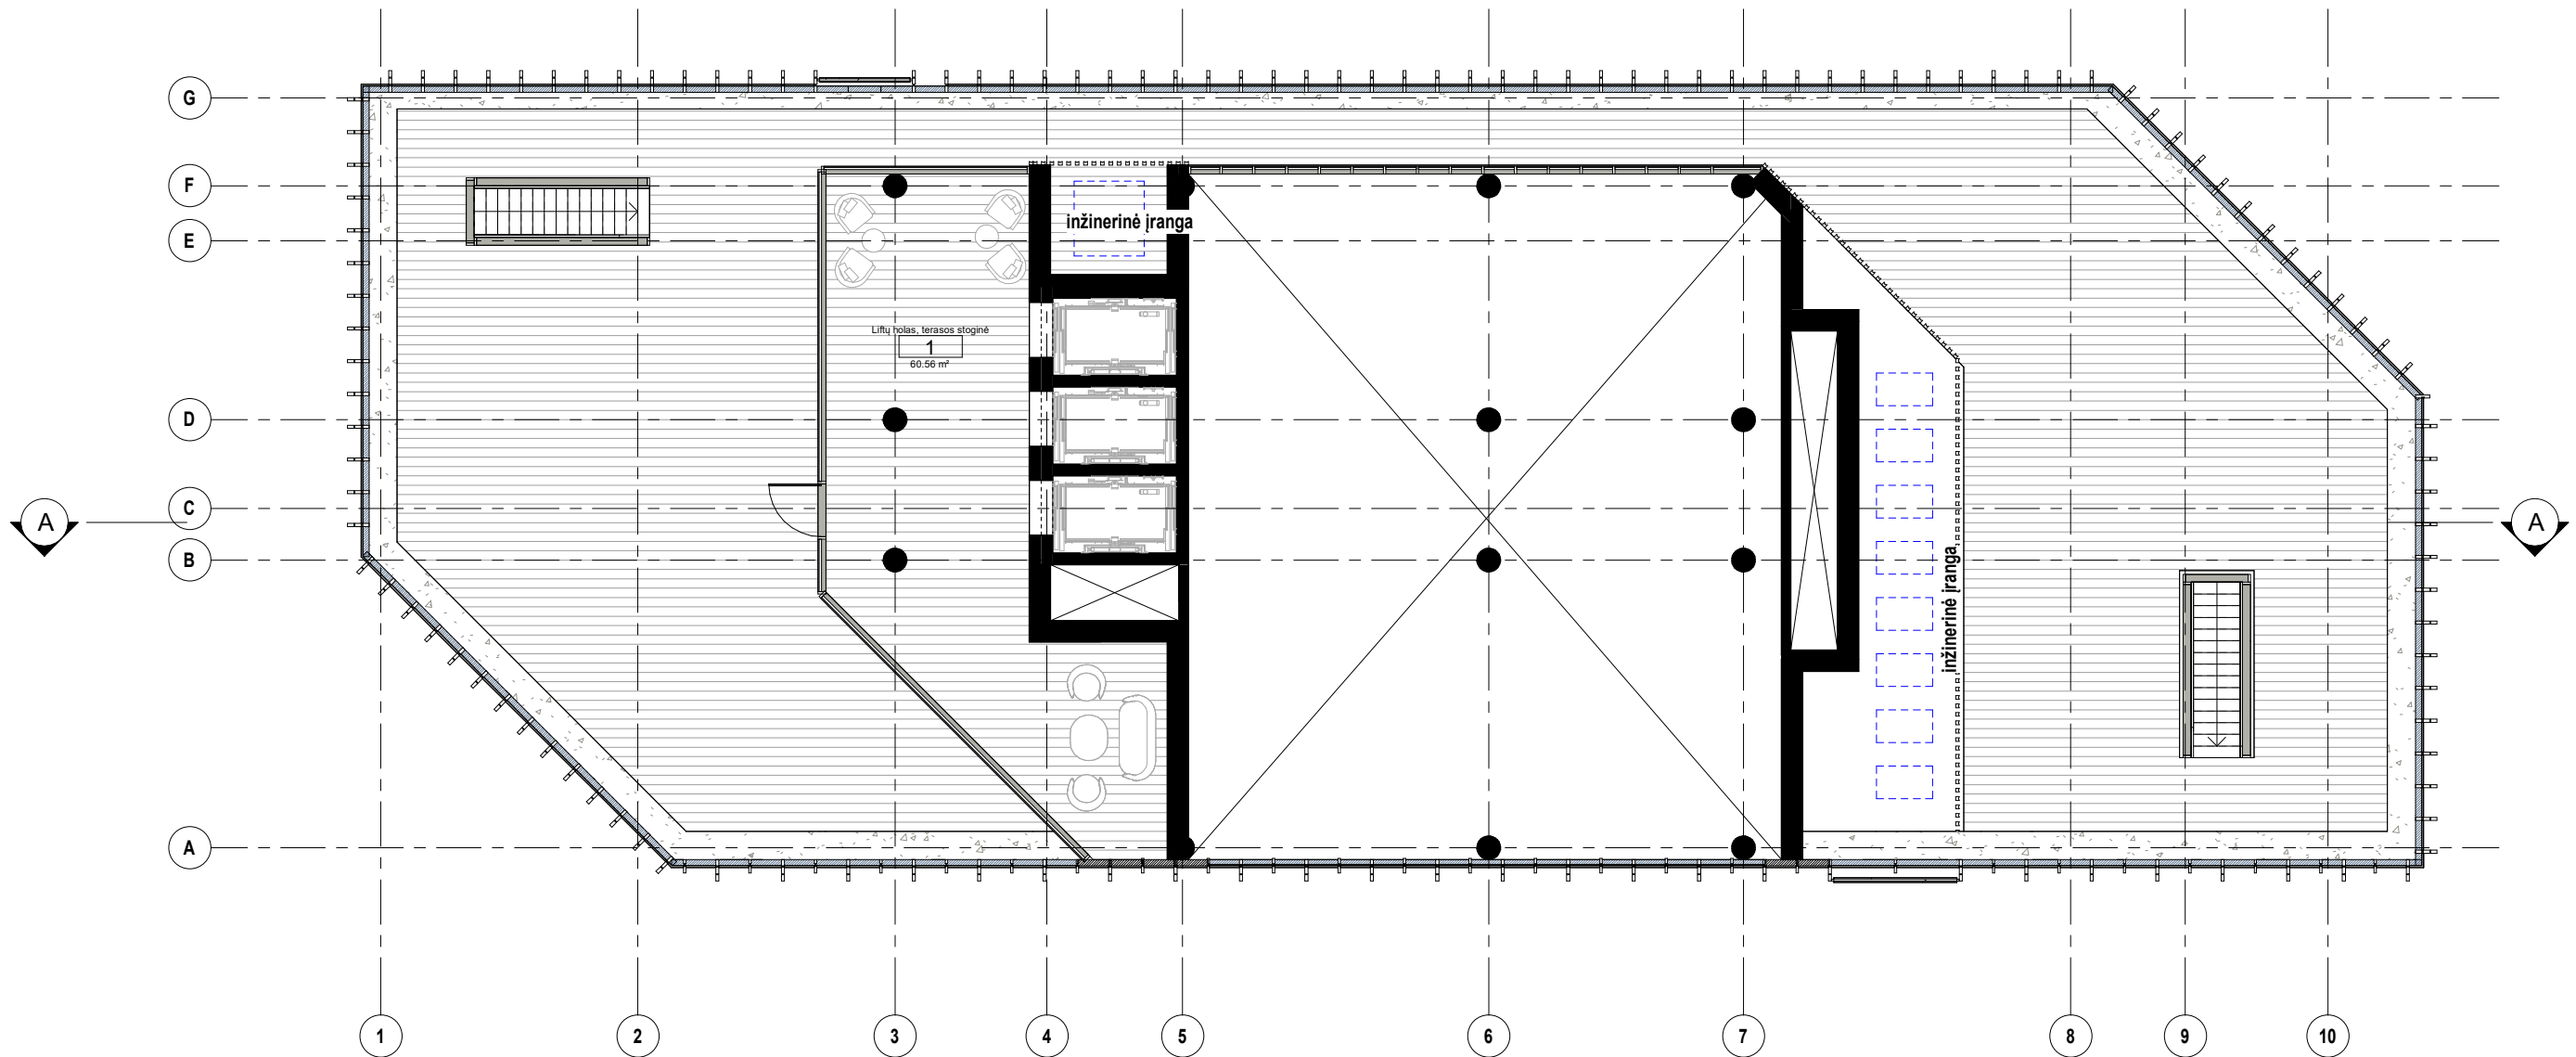 G
F
E
D
C
B
A
A
A
inžinerinė įranga
Liftų holas, terasos stoginė
1
60.56 m²
inžinerinė įranga
1
2
3
4
5
6
7
8
9
10